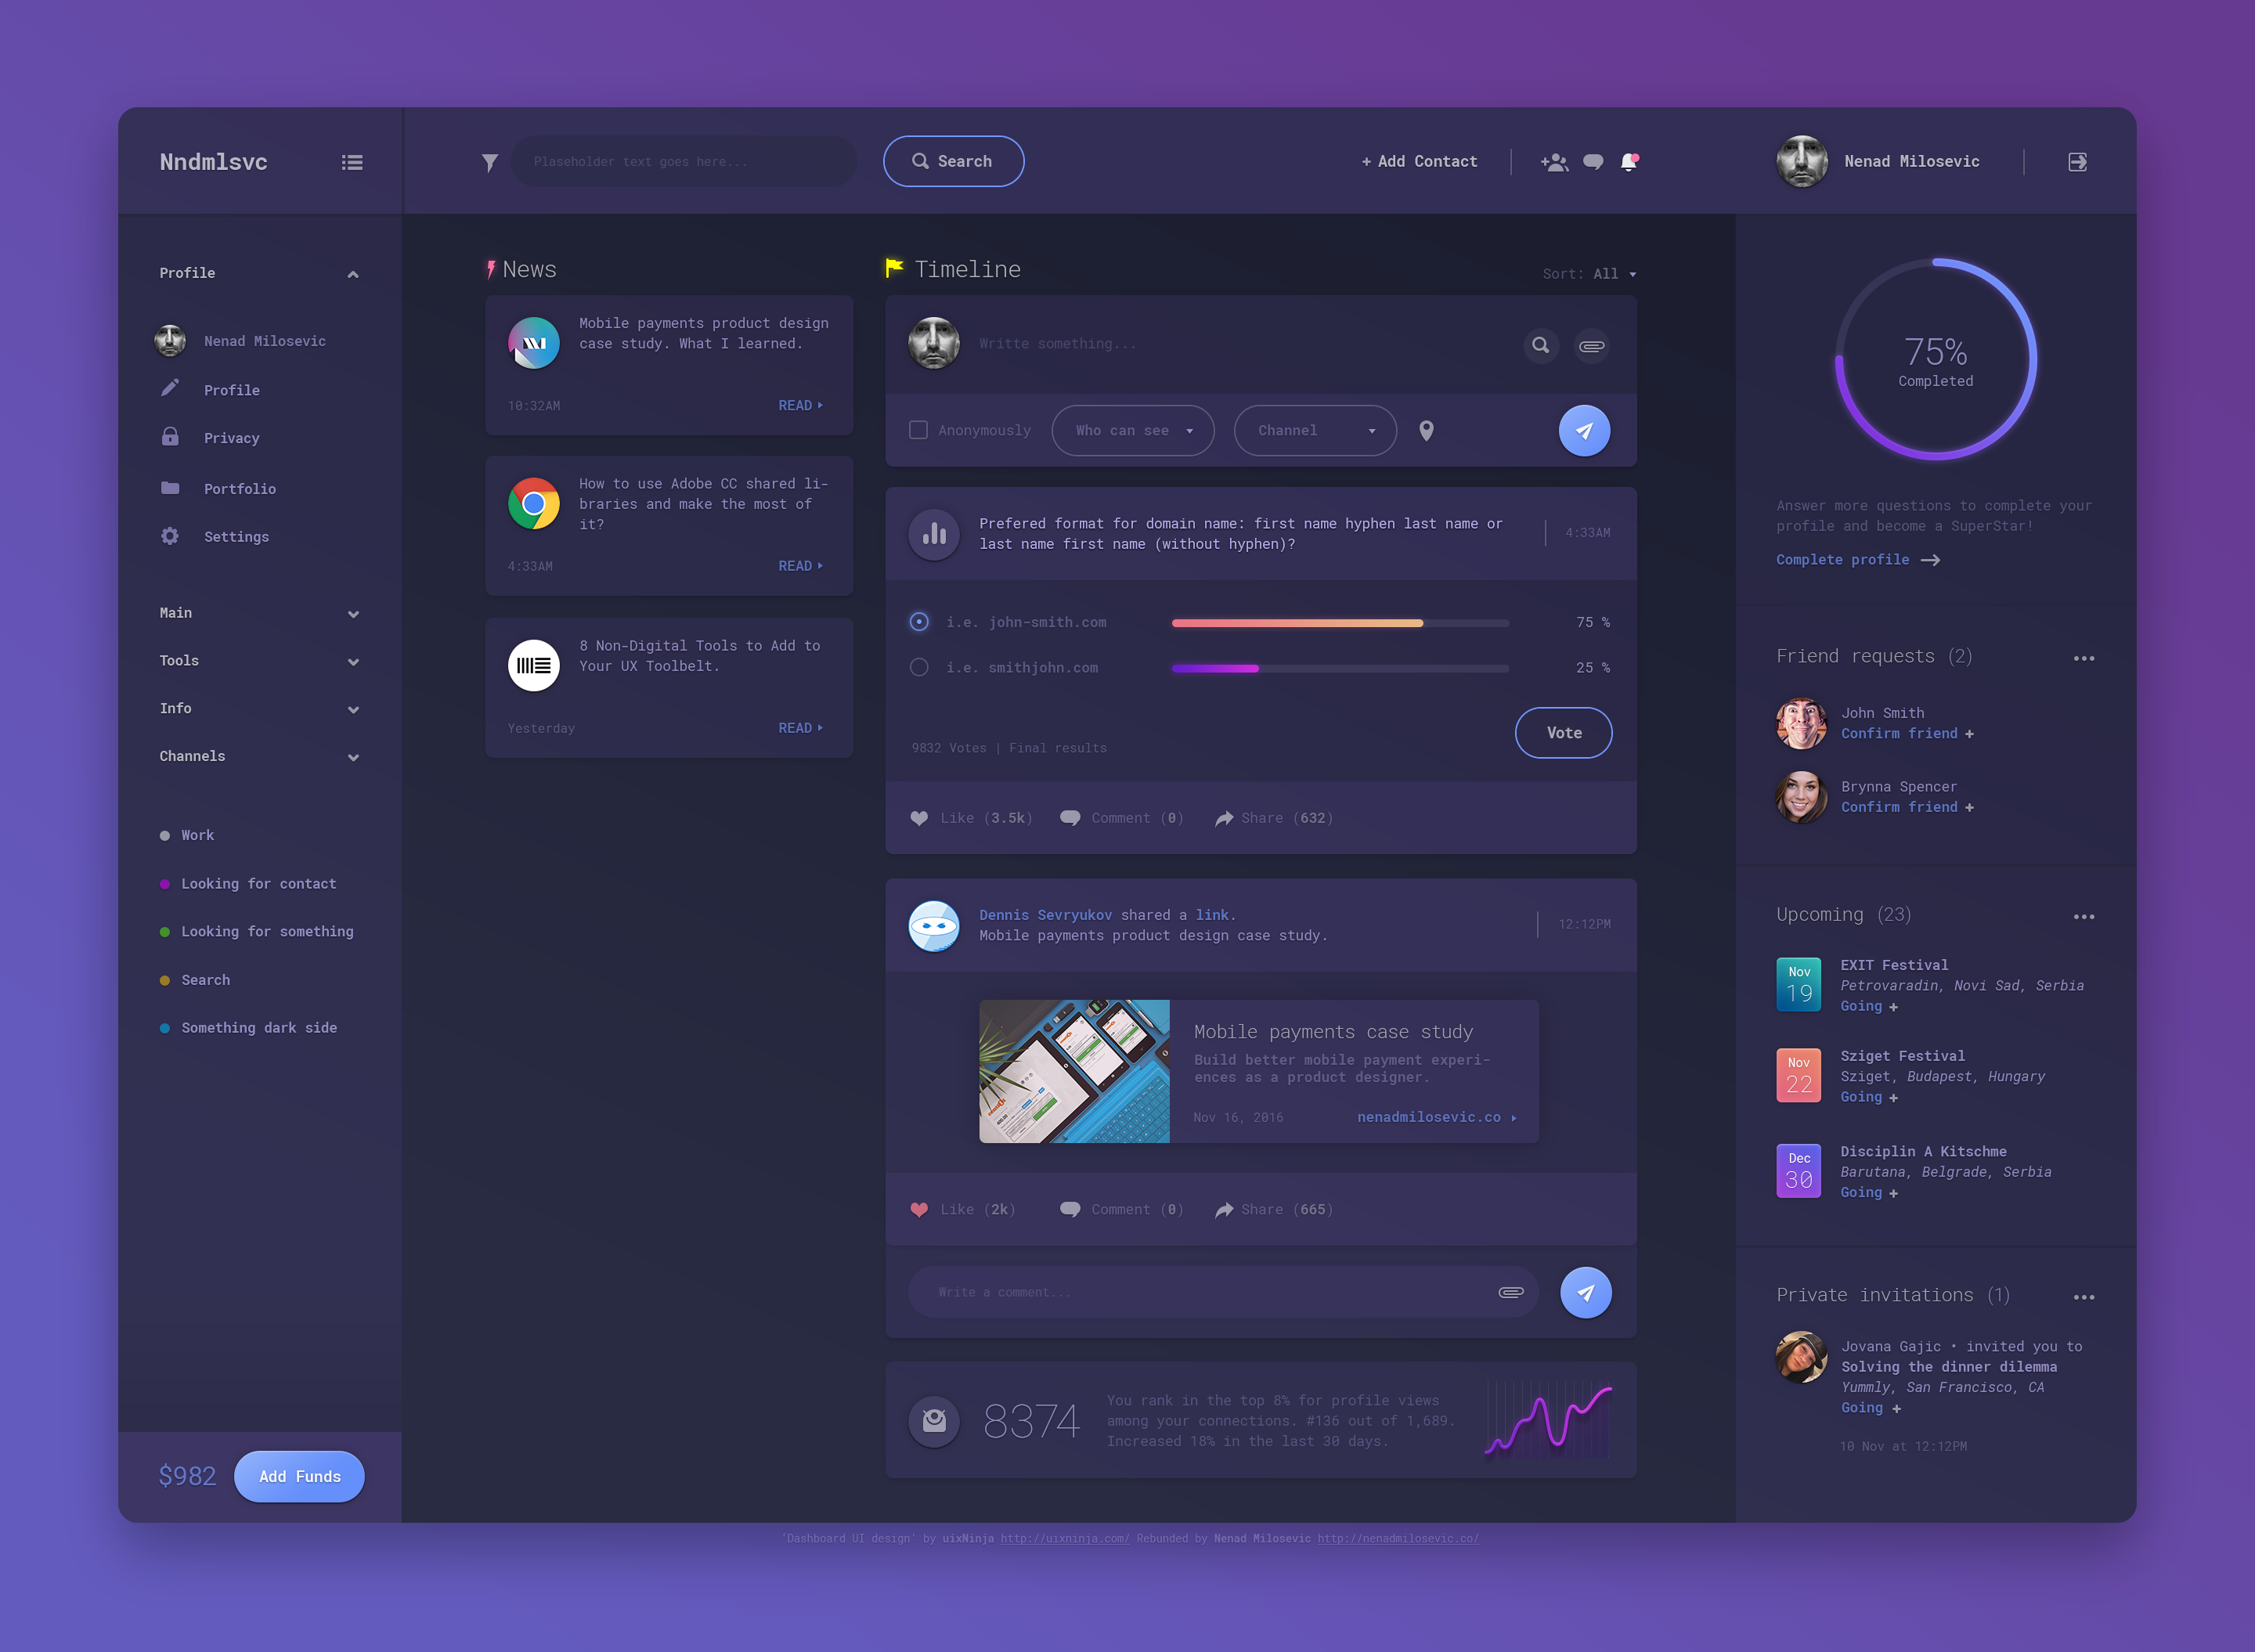 Nndmlsvc
Plaseholder text goes here...
Search
+ Add Contact
Nenad Milosevic
Profile
Nenad Milosevic
Profile
Privacy
Portfolio
Settings
Main
Tools
Info
Channels
Work
Looking for contact
Looking for something
Search
Something dark side
$982
Add Funds
News
Mobile payments product design
case study. What I learned.
10:32AM
READ
How to use Adobe CC shared li-
braries and make the most of
it?
4:33AM
READ
8 Non-Digital Tools to Add to
Your UX Toolbelt.
Yesterday
READ
Timeline
Sort: All
Writte something...
Anonymously
Who can see
Channel
Prefered format for domain name: first name hyphen last name or
last name first name (without hyphen)?
4:33AM
i.e. john-smith.com
75 %
i.e. smithjohn.com
25 %
9832 Votes | Final results
Vote
Like (3.5k)
Comment (0)
Share (632)
Dennis Sevryukov shared a link.
Mobile payments product design case study.
12:12PM
Mobile payments case study
Build better mobile payment experi-
ences as a product designer.
Nov 16, 2016
nenadmilosevic.co
Like (2k)
Comment (0)
Share (665)
Write a comment...
8374
You rank in the top 8% for profile views
among your connections. #136 out of 1,689.
Increased 18% in the last 30 days.
75%
Completed
Answer more questions to complete your
profile and become a SuperStar!
Complete profile
Friend requests (2)
John Smith
Confirm friend +
Brynna Spencer
Confirm friend +
Upcoming (23)
Nov
19
EXIT Festival
Petrovaradin, Novi Sad, Serbia
Going +
Nov
22
Sziget Festival
Sziget, Budapest, Hungary
Going +
Dec
30
Disciplin A Kitschme
Barutana, Belgrade, Serbia
Going +
Private invitations (1)
Jovana Gajic • invited you to
Solving the dinner dilemma
Yummly, San Francisco, CA
Going +
10 Nov at 12:12PM
'Dashboard UI design' by uixNinja http://uixninja.com/ Rebunded by Nenad Milosevic http://nenadmilosevic.co/